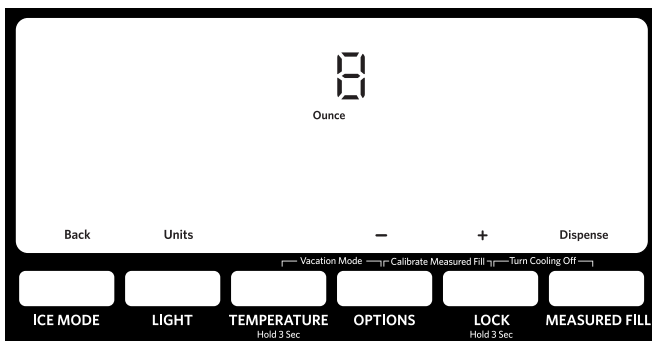 8
Ounce
Back Units − + Dispense
Vacation Mode Calibrate Measured Fill Turn Cooling Off
ICE MODE LIGHT TEMPERATURE OPTIONS LOCK MEASURED FILL
Hold 3 Sec Hold 3 Sec